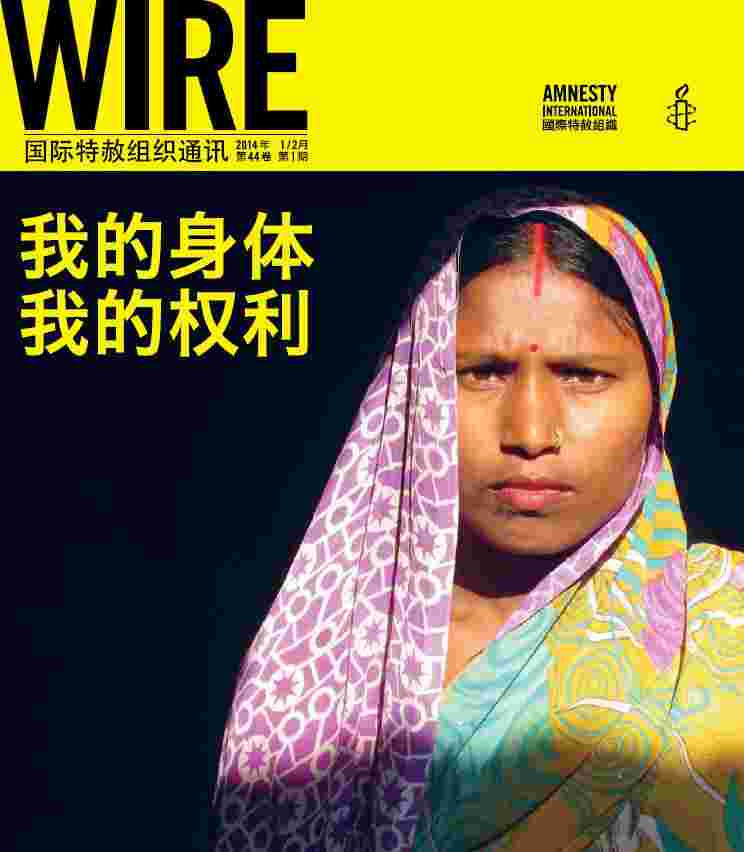 WIRE
国际特赦组织通讯
2014年 1/2月
第44卷 第1期
AMNESTY
INTERNATIONAL
國際特赦組織
我的身体
我的权利